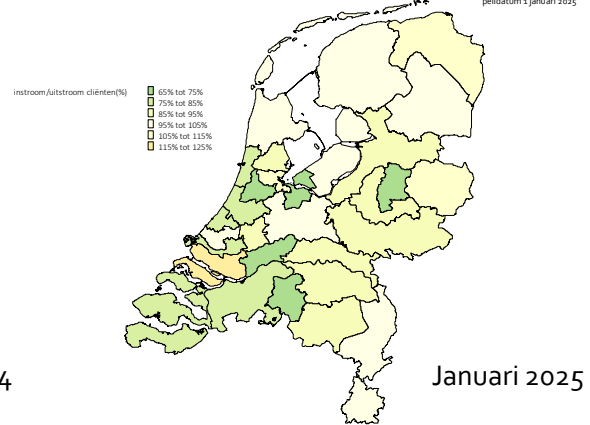 peildatum 1 januari 2025
instroom/uitstroom cliënten(%)
65% tot 75%
75% tot 85%
85% tot 95%
95% tot 105%
105% tot 115%
115% tot 125%
4
Januari 2025